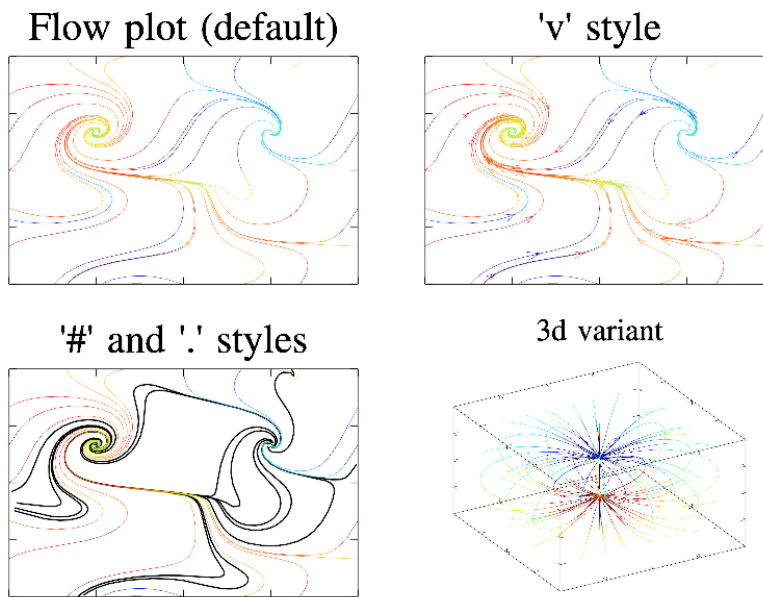 Flow plot (default)
'v' style
'#' and '.' styles
3d variant